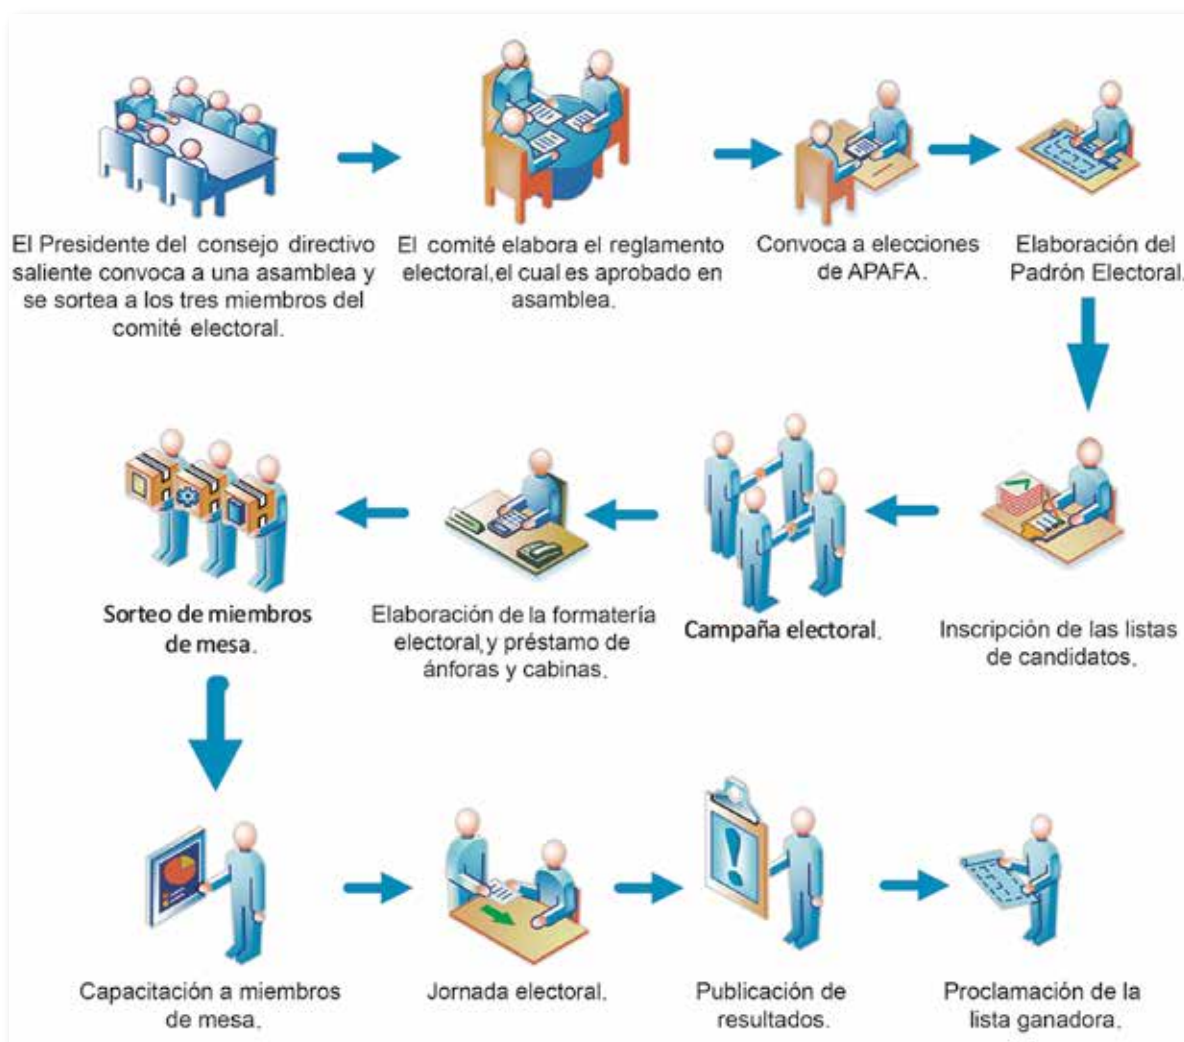 El Presidente del consejo directivo
saliente convoca a una asamblea y
se sortea a los tres miembros del
comité electoral.
El comité elabora el reglamento
electoral,el cual es aprobado en
asamblea.
Convoca a elecciones
de APAFA.
Elaboración del
Padrón Electoral.
Inscripción de las listas
de candidatos.
Campaña electoral.
Elaboración de la formatería
electoral,y préstamo de
ánforas y cabinas.
Sorteo de miembros
de mesa.
Capacitación a miembros
de mesa.
Jornada electoral.
Publicación de
resultados.
Proclamación de la
lista ganadora.